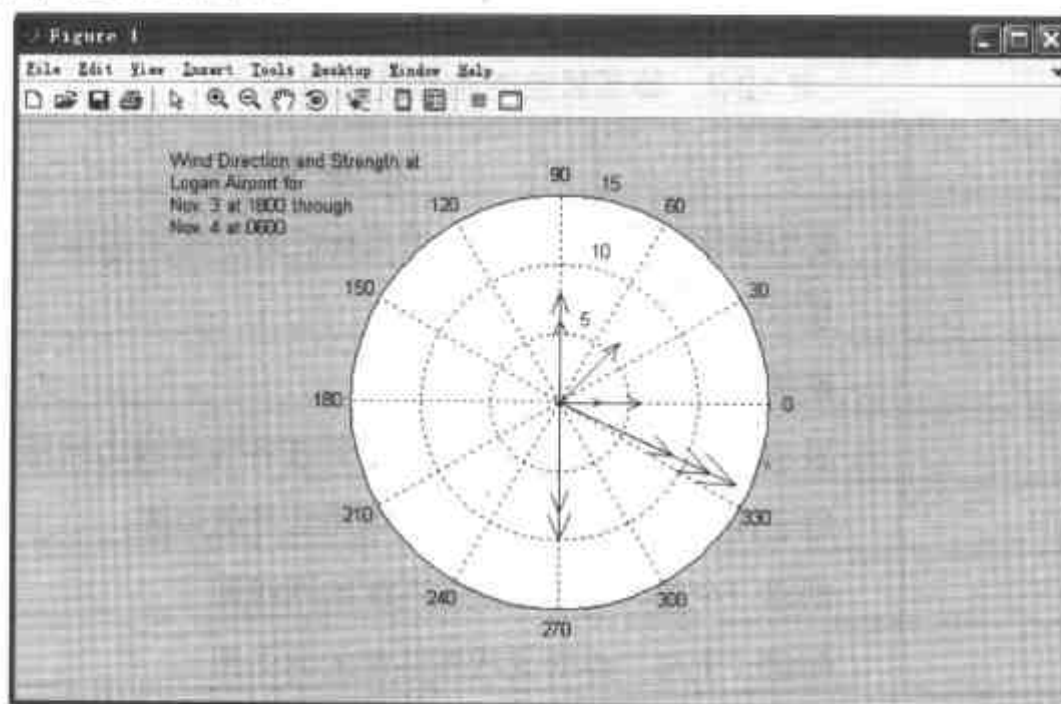 Figure 1
File Edit View Insert Tools Desktop Window Help
Wind Direction and Strength at
Logan Airport for
Nov. 3 at 1800 through
Nov. 4 at 0600
90
15
120
60
10
150
30
5
180
0
210
330
240
300
270